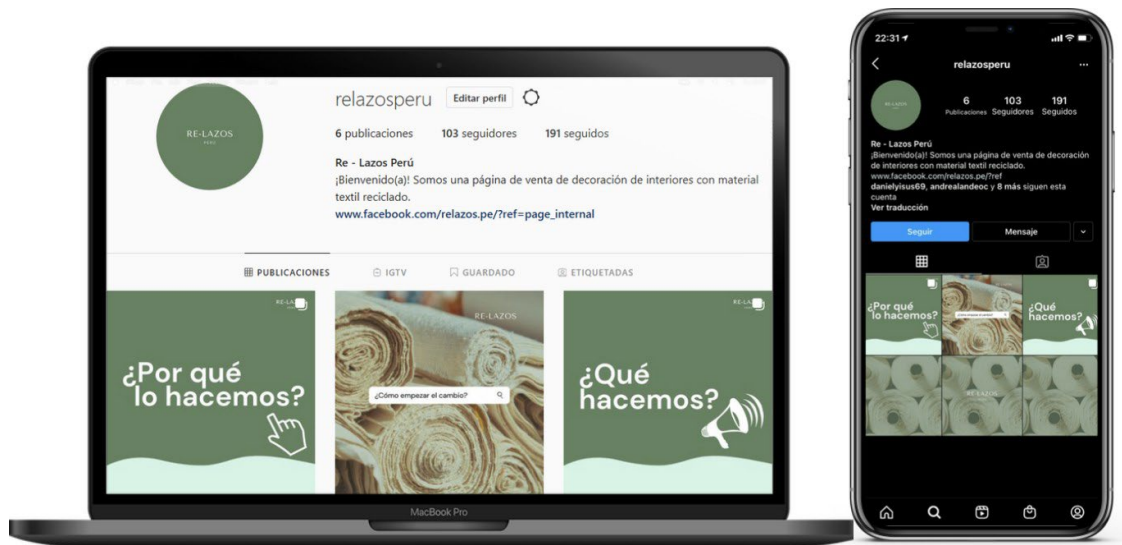 RE-LAZOS
PERÚ
relazosperu Editar perfil
6 publicaciones 103 seguidores 191 seguidos
Re - Lazos Perú
¡Bienvenido(a)! Somos una página de venta de decoración de interiores con material
textil reciclado.
www.facebook.com/relazos.pe/?ref=page_internal
PUBLICACIONES IGTV GUARDADO ETIQUETADAS
¿Por qué
lo hacemos?
RE-LAZOS
¿Cómo empezar el cambio?
¿Qué
hacemos?
MacBook Pro
22:31
relazosperu
RE-LAZOS
6 103 191
Publicaciones Seguidores Seguidos
Re - Lazos Perú
¡Bienvenido(a)! Somos una página de venta de decoración
de interiores con material textil reciclado.
www.facebook.com/relazos.pe/?ref
danielyisus69, andrealandeoc y 8 más siguen esta
cuenta
Ver traducción
Seguir Mensaje
¿Por qué
lo hacemos?
RE-LAZOS
¿Cómo empezar el cambio?
¿Qué
hacemos?
RE-LAZOS